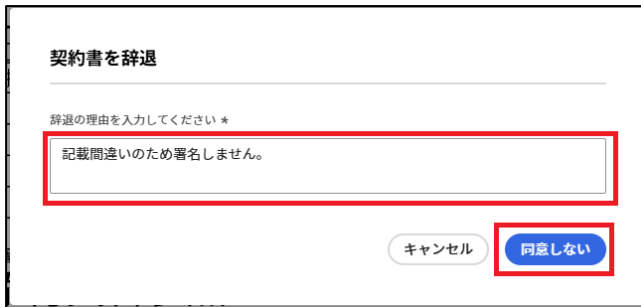 契約書を辞退
辞退の理由を入力してください *
記載間違いのため署名しません。
キャンセル
同意しない